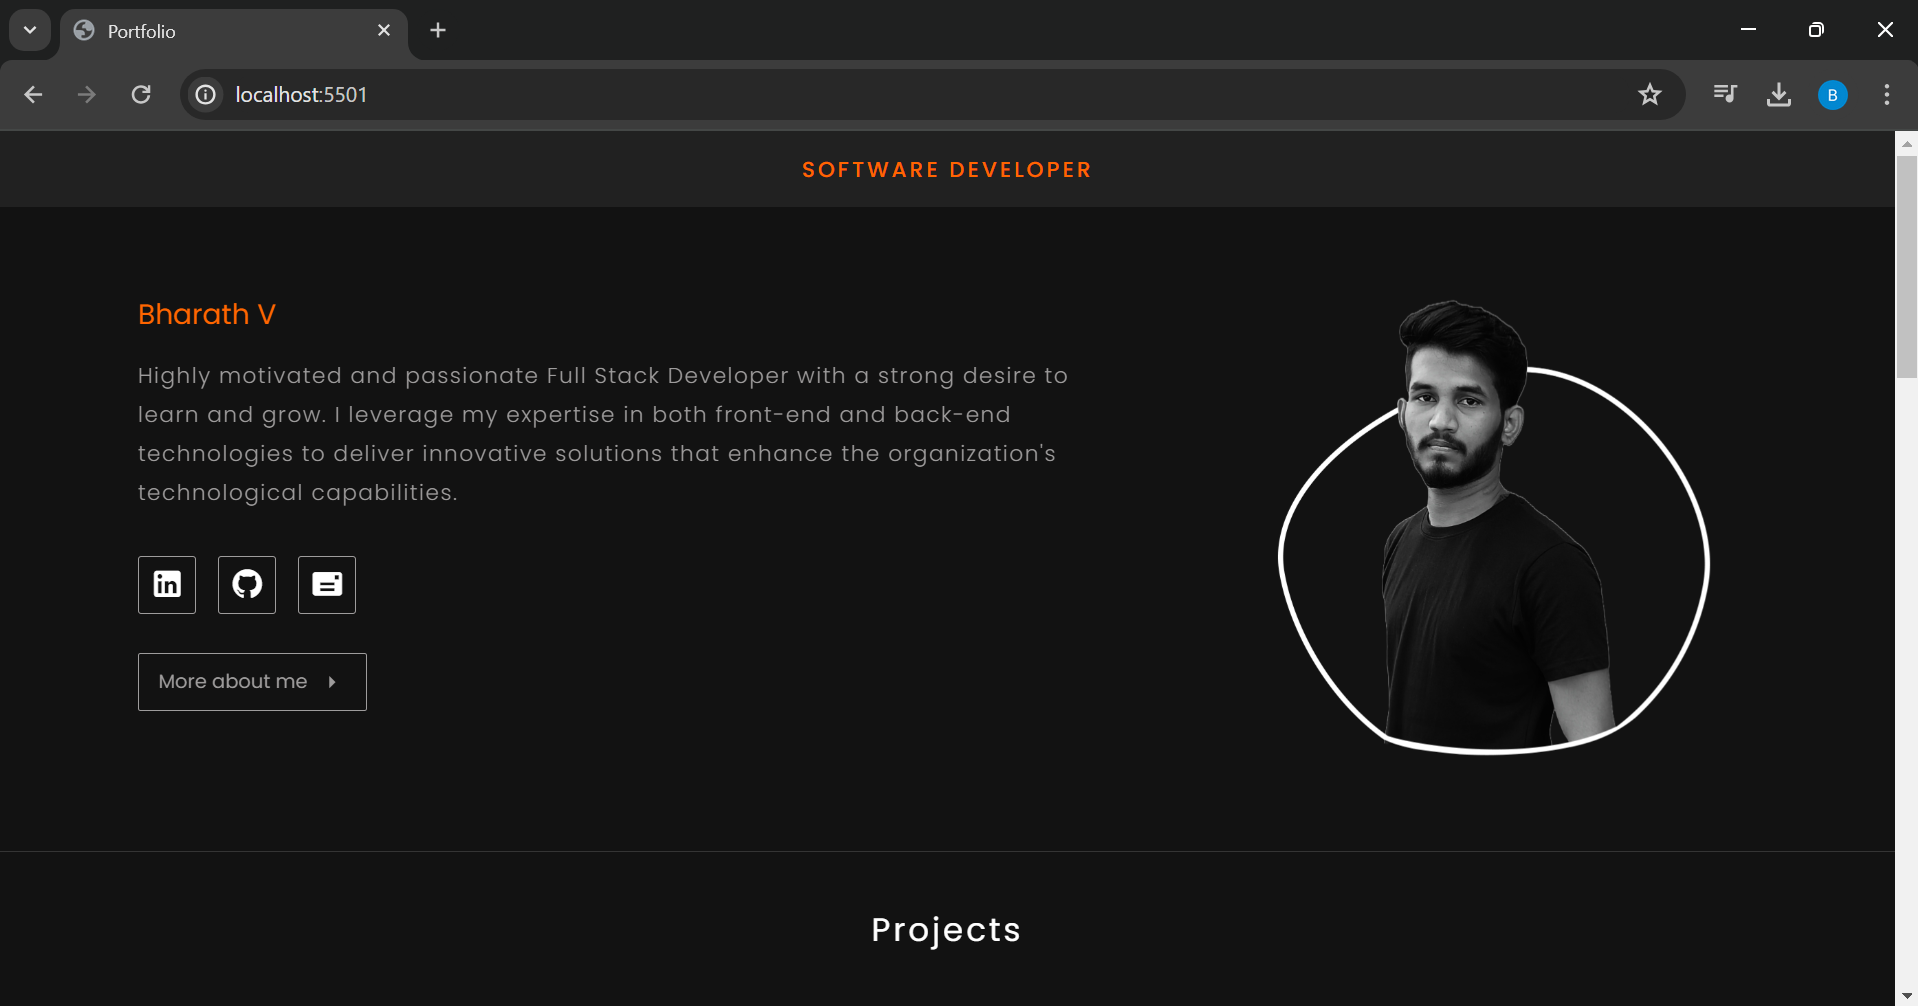 Portfolio
localhost:5501
B
SOFTWARE DEVELOPER
Bharath V
Highly motivated and passionate Full Stack Developer with a strong desire to
learn and grow. I leverage my expertise in both front-end and back-end
technologies to deliver innovative solutions that enhance the organization's
technological capabilities.
in
More about me
Projects